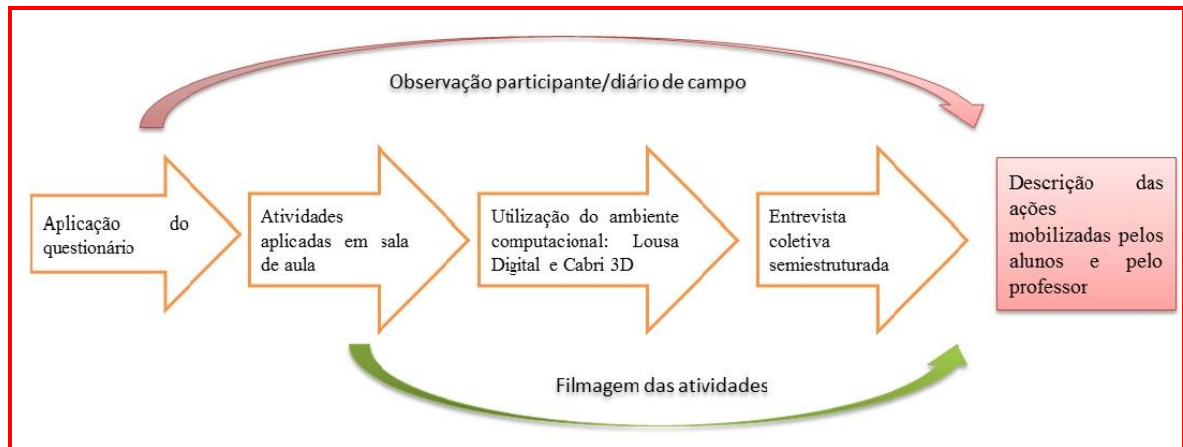 Observação participante/diário de campo
Aplicação do
questionário
Atividades
aplicadas em sala
de aula
Utilização do ambiente
computacional: Lousa
Digital e Cabri 3D
Entrevista
coletiva
semiestruturada
Descrição das
ações
mobilizadas pelos
alunos e pelo
professor
Filmagem das atividades